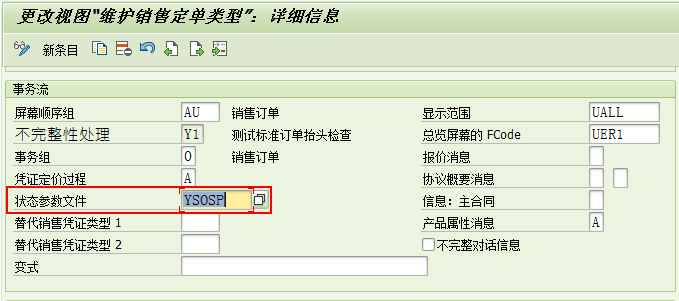 更改视图"维护销售定单类型": 详细信息
新条目
事务流
屏幕顺序组 AU 销售订单 显示范围 UALL
不完整性处理 Y1 测试标准订单抬头检查 总览屏幕的 FCode UER1
事务组 0 销售订单 报价消息
凭证定价过程 A 协议概要消息
状态参数文件 YSOSP 信息: 主合同
替代销售凭证类型 1 产品属性消息 A
替代销售凭证类型 2 不完整对话信息
变式